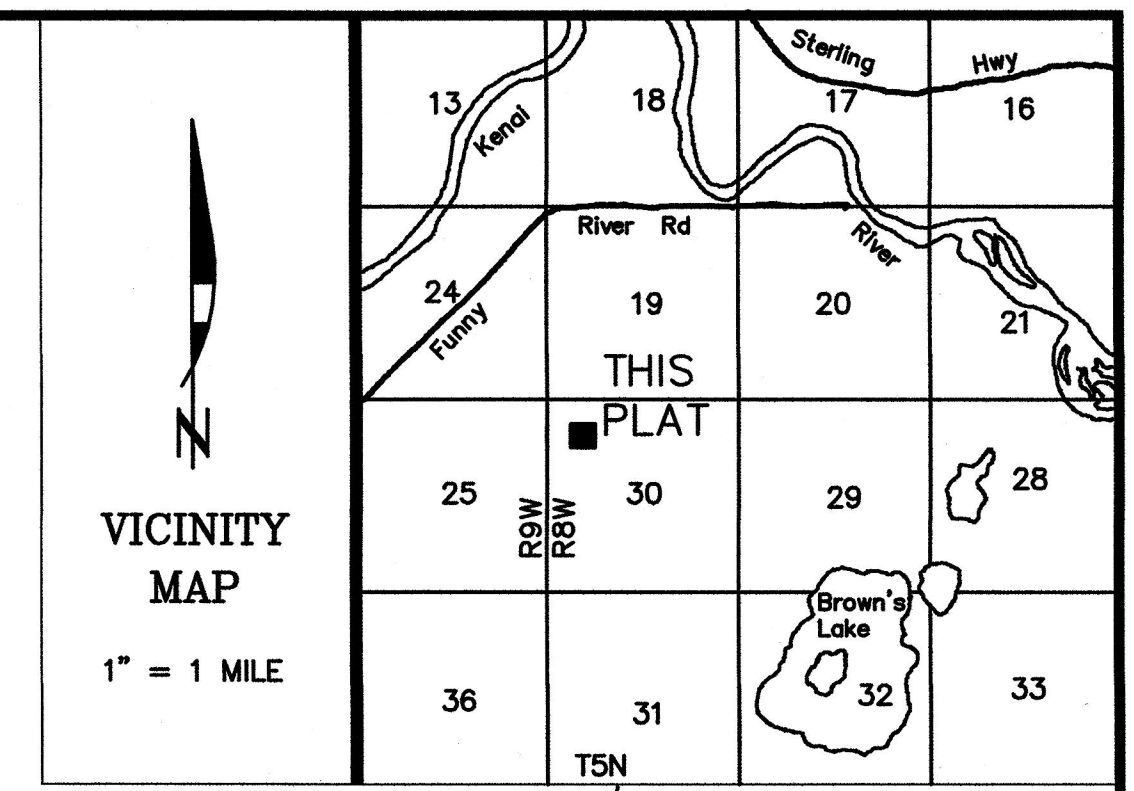 N
VICINITY
MAP
1" = 1 MILE
Sterling
Hwy
13
18
17
16
Kenai
River Rd
River
24
19
20
21
Funny
THIS
PLAT
25
30
29
28
R9W
R8W
Brown's
Lake
36
31
32
33
T5N